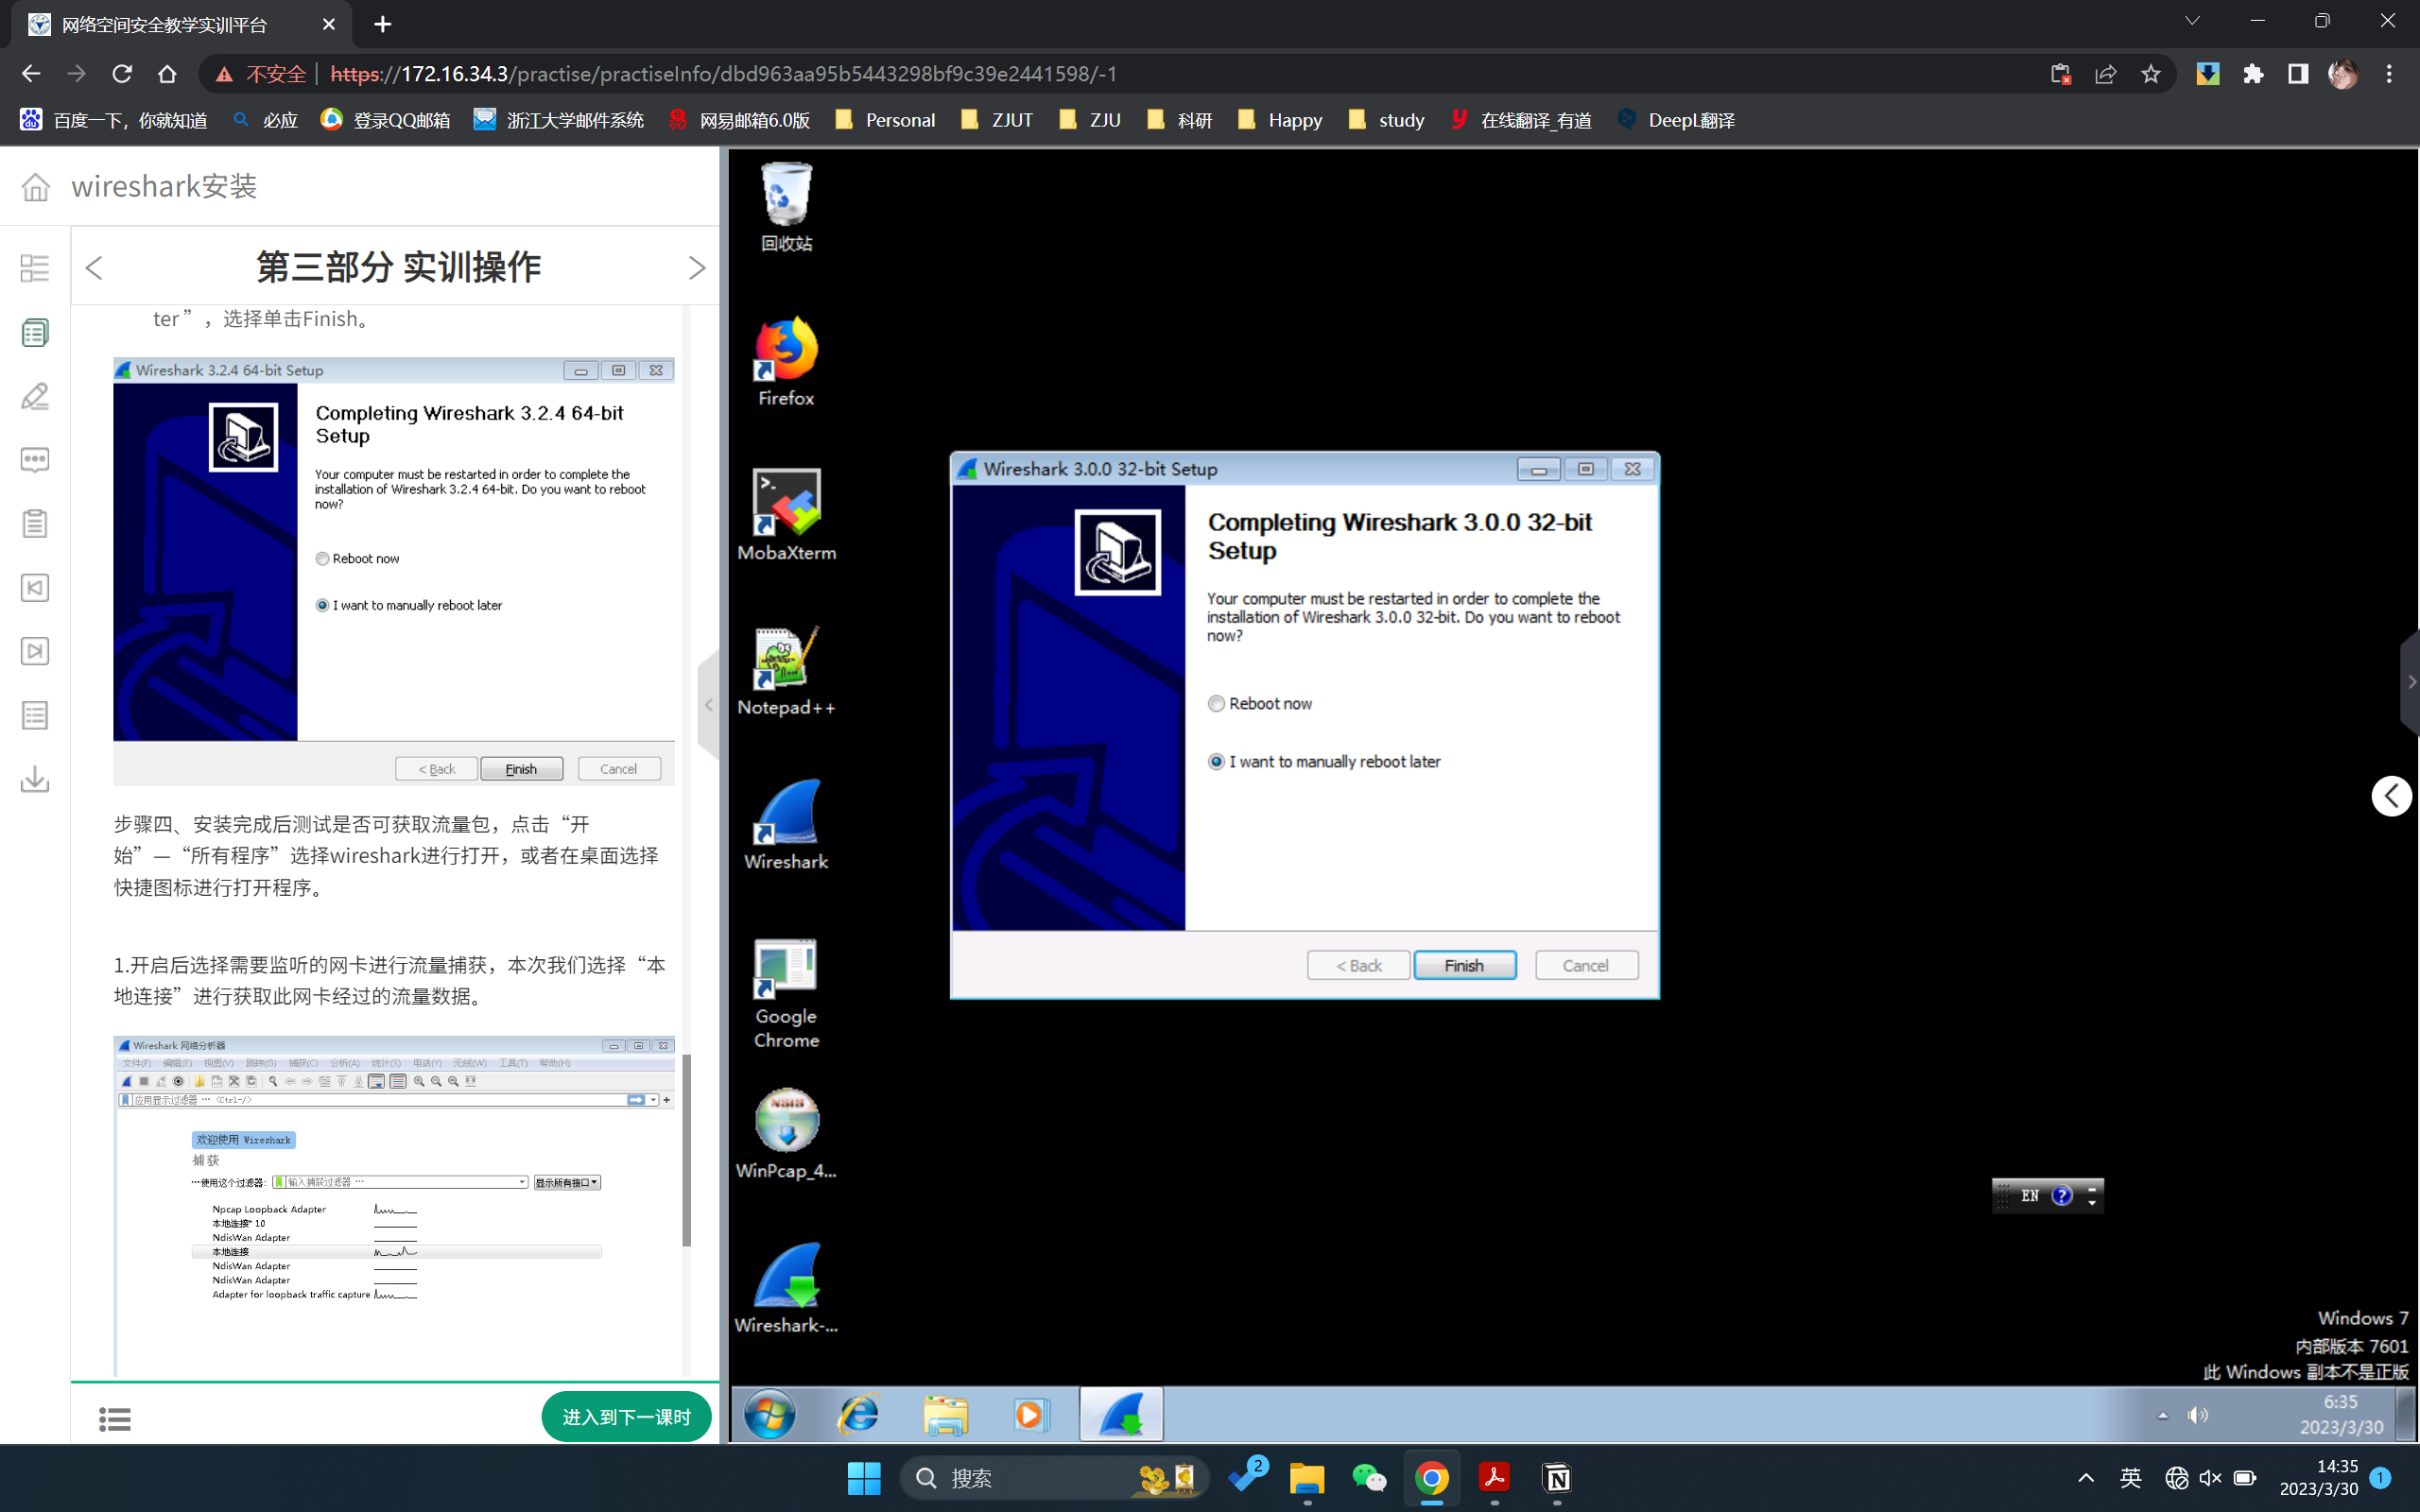 网络空间安全教学实训平台
不安全
https://172.16.34.3/practise/practiseInfo/dbd963aa95b5443298bf9c39e2441598/-1
百度一下，你就知道
必应
登录QQ邮箱
浙江大学邮件系统
网易邮箱6.0版
Personal
ZJUT
ZJU
科研
Happy
study
在线翻译_有道
DeepL翻译
wireshark安装
第三部分 实训操作
ter”，选择单击Finish。
Wireshark 3.2.4 64-bit Setup
Completing Wireshark 3.2.4 64-bit
Setup
Your computer must be restarted in order to complete the
installation of Wireshark 3.2.4 64-bit. Do you want to reboot
now?
Reboot now
I want to manually reboot later
< Back
Finish
Cancel
步骤四、安装完成后测试是否可获取流量包，点击“开
始”—“所有程序”选择wireshark进行打开，或者在桌面选择
快捷图标进行打开程序。
1.开启后选择需要监听的网卡进行流量捕获，本次我们选择“本
地连接”进行获取此网卡经过的流量数据。
Wireshark 网络分析器
文件(F) 编辑(E) 视图(V) 跳转(G) 捕获(C) 分析(A) 统计(S) 电话(Y) 无线(W) 工具(T) 帮助(H)
应用显示过滤器 … <Ctrl-/>
欢迎使用 Wireshark
捕获
…使用这个过滤器:
输入捕获过滤器 …
显示所有接口
Npcap Loopback Adapter
本地连接* 10
NdisWan Adapter
本地连接
NdisWan Adapter
NdisWan Adapter
Adapter for loopback traffic capture
进入到下一课时
回收站
Firefox
MobaXterm
Notepad++
Wireshark
Google
Chrome
NSIS
WinPcap_4...
Wireshark-...
Wireshark 3.0.0 32-bit Setup
Completing Wireshark 3.0.0 32-bit
Setup
Your computer must be restarted in order to complete the
installation of Wireshark 3.0.0 32-bit. Do you want to reboot
now?
Reboot now
I want to manually reboot later
< Back
Finish
Cancel
EN
Windows 7
内部版本 7601
此 Windows 副本不是正版
6:35
2023/3/30
搜索
2
英
14:35
2023/3/30
1